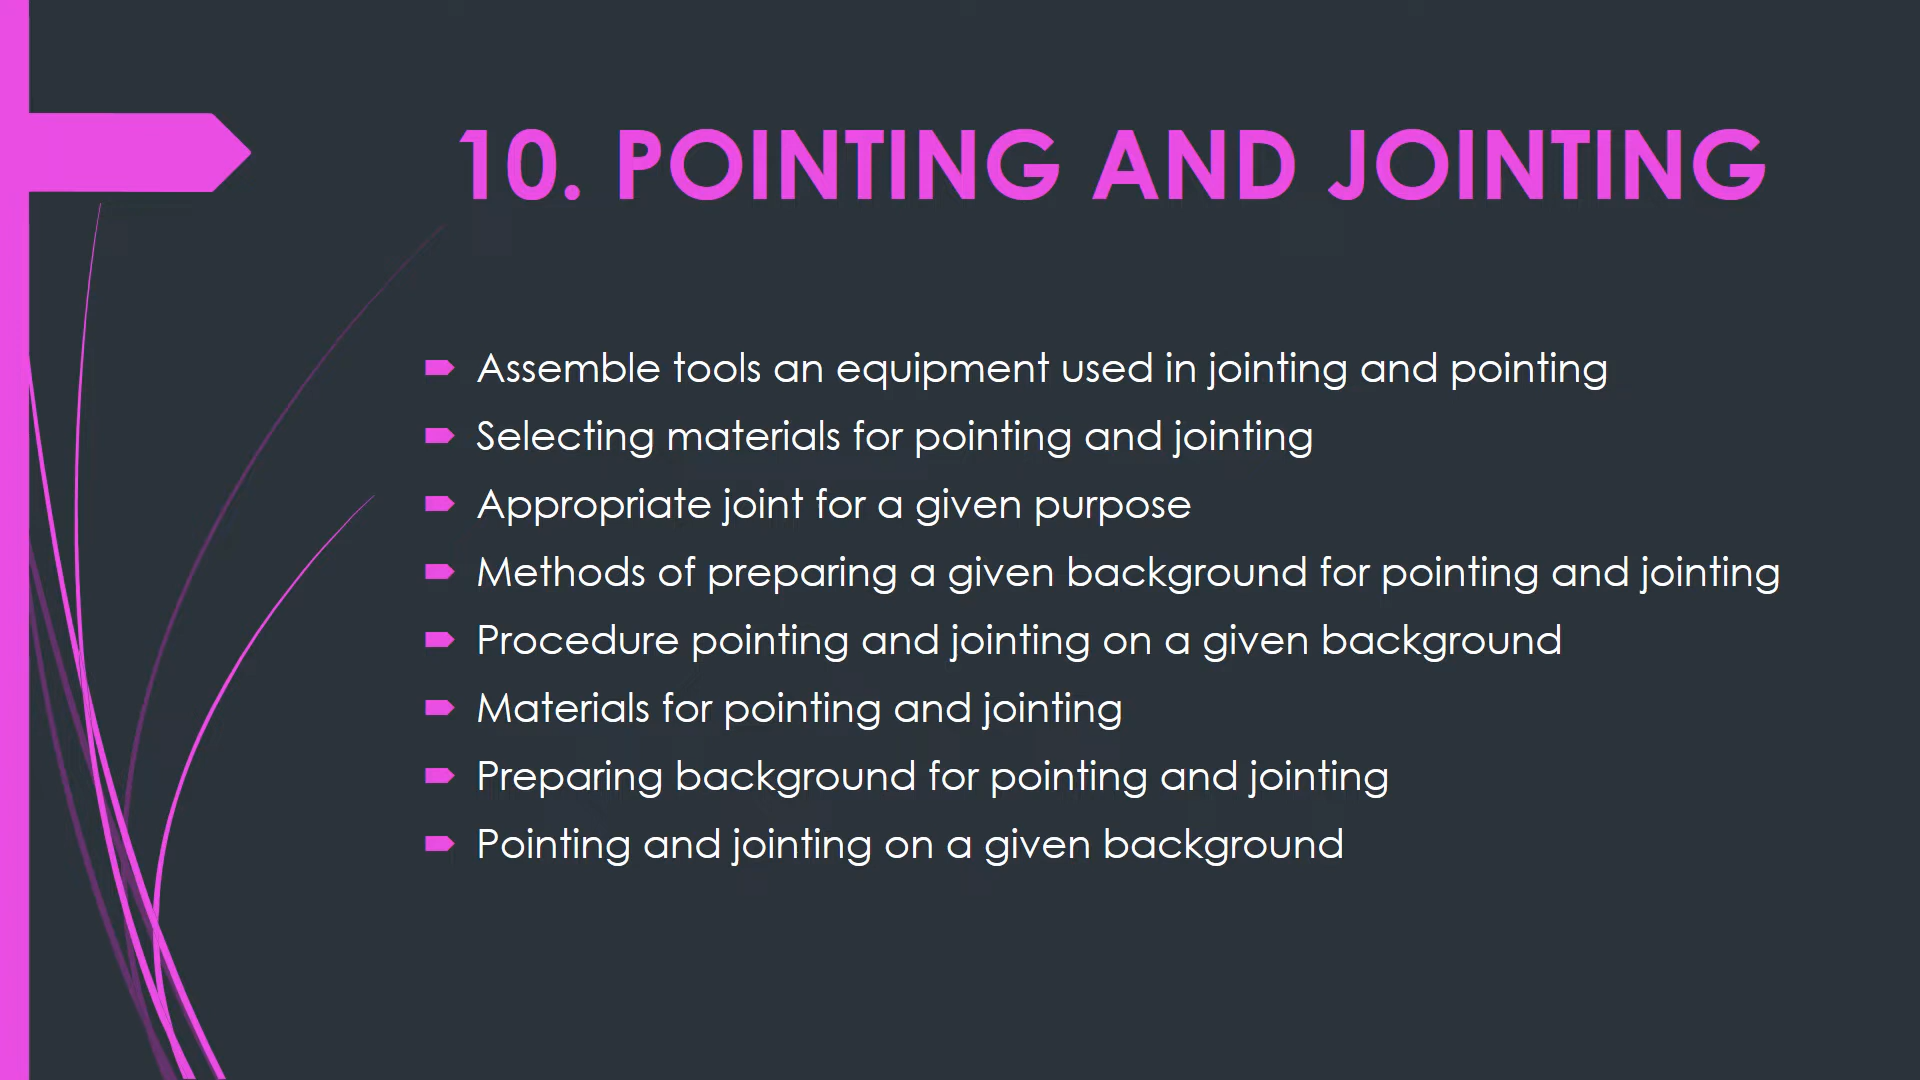 10. POINTING AND JOINTING
Assemble tools an equipment used in jointing and pointing
Selecting materials for pointing and jointing
Appropriate joint for a given purpose
Methods of preparing a given background for pointing and jointing
Procedure pointing and jointing on a given background
Materials for pointing and jointing
Preparing background for pointing and jointing
Pointing and jointing on a given background